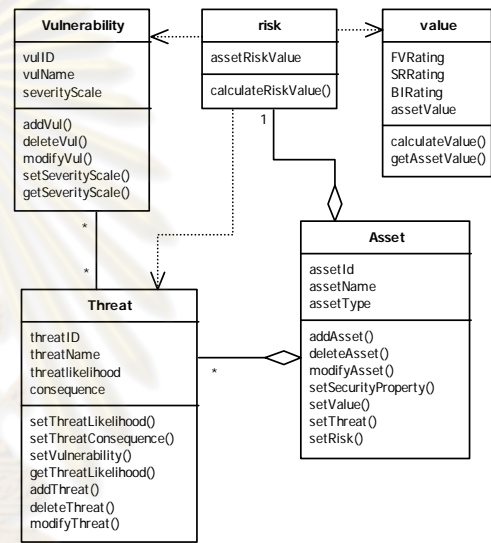 Vulnerability
vulID
vulName
severityScale
addVul()
deleteVul()
modifyVul()
setSeverityScale()
getSeverityScale()
risk
assetRiskValue
calculateRiskValue()
value
FVRating
SRRating
BIRating
assetValue
calculateValue()
getAssetValue()
1
*
*
Asset
assetId
assetName
assetType
addAsset()
deleteAsset()
modifyAsset()
setSecurityProperty()
setValue()
setThreat()
setRisk()
Threat
threatID
threatName
threatlikelihood
consequence
setThreatLikelihood()
setThreatConsequence()
setVulnerability()
getThreatLikelihood()
addThreat()
deleteThreat()
modifyThreat()
*